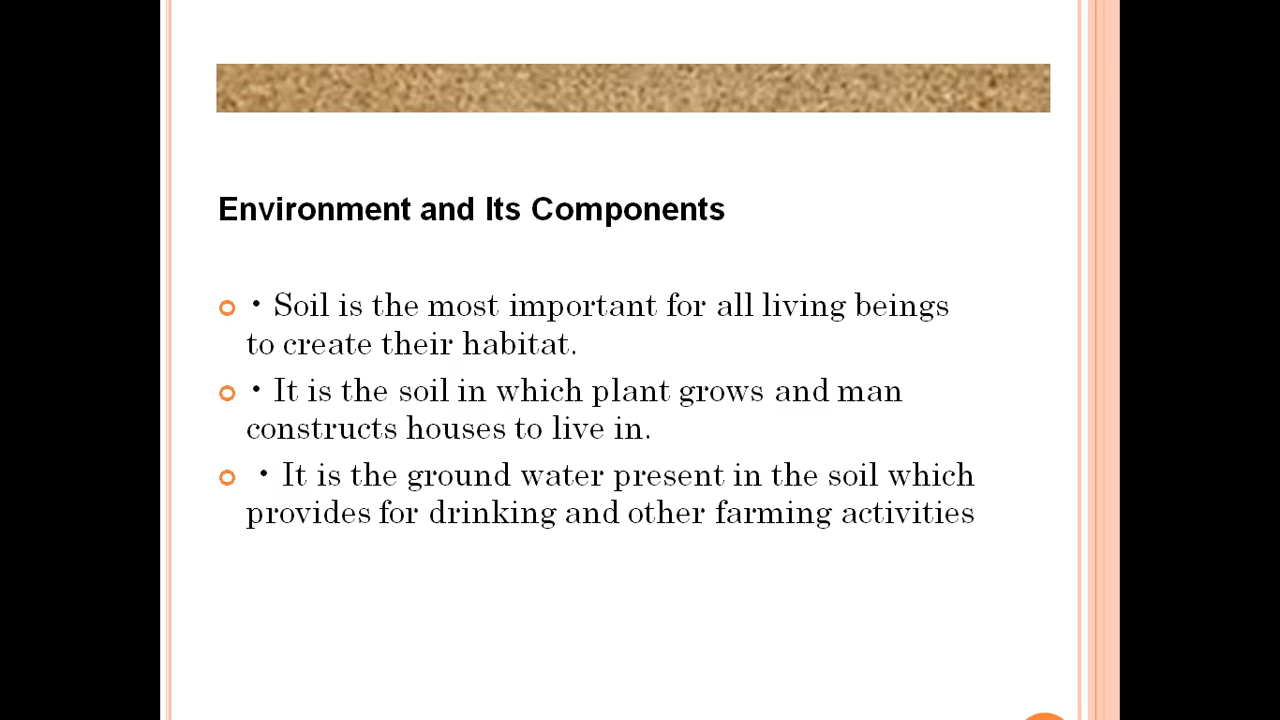 Environment and Its Components
• Soil is the most important for all living beings
to create their habitat.
• It is the soil in which plant grows and man
constructs houses to live in.
• It is the ground water present in the soil which
provides for drinking and other farming activities